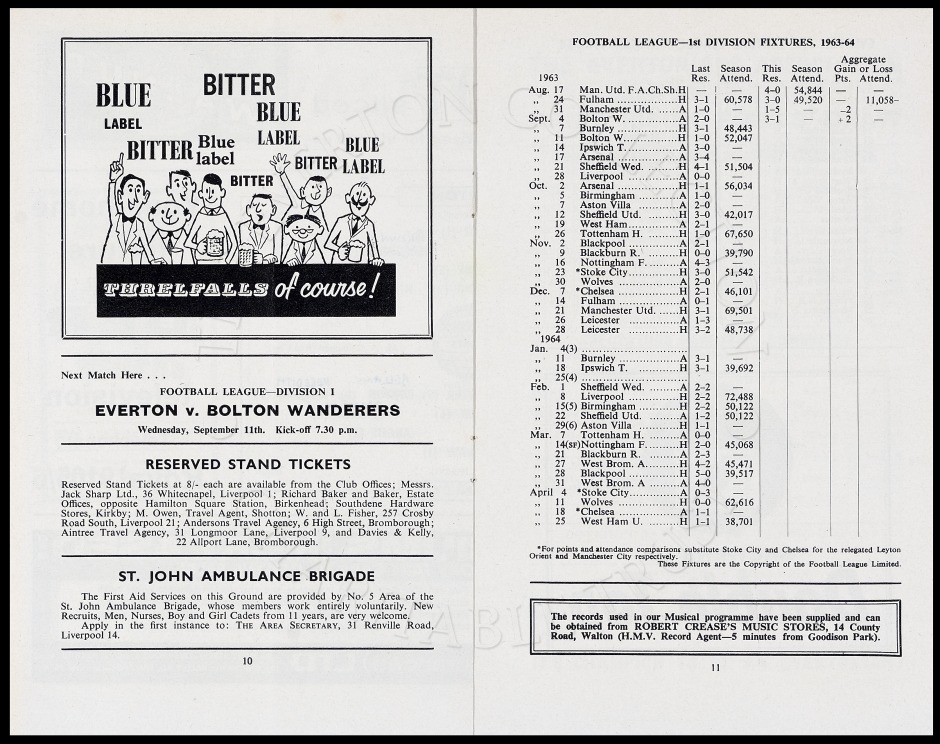 BLUE
LABEL
BITTER
BLUE
LABEL
BITTER Blue
label
BITTER
BITTER
BLUE
LABEL
THRELFALLS of course!
Next Match Here . . .
FOOTBALL LEAGUE—DIVISION I
EVERTON v. BOLTON WANDERERS
Wednesday, September 11th. Kick-off 7.30 p.m.
RESERVED STAND TICKETS
Reserved Stand Tickets at 8/- each are available from the Club Offices; Messrs.
Jack Sharp Ltd., 36 Whitechapel, Liverpool 1; Richard Baker and Baker, Estate
Offices, opposite Hamilton Square Station, Birkenhead; Southdene Hardware
Stores, Kirkby; M. Owen, Travel Agent, Shotton; W. and L. Fisher, 257 Crosby
Road South, Liverpool 21; Andersons Travel Agency, 6 High Street, Bromborough;
Aintree Travel Agency, 31 Longmoor Lane, Liverpool 9, and Davies & Kelly,
22 Allport Lane, Bromborough.
ST. JOHN AMBULANCE BRIGADE
The First Aid Services on this Ground are provided by No. 5 Area of the
St. John Ambulance Brigade, whose members work entirely voluntarily. New
Recruits, Men, Nurses, Boy and Girl Cadets from 11 years, are very welcome.
Apply in the first instance to: THE AREA SECRETARY, 31 Renville Road,
Liverpool 14.
10
FOOTBALL LEAGUE—1st DIVISION FIXTURES, 1963-64
Aggregate
Last Season This Season Gain or Loss
1963 Res. Attend. Res. Attend. Pts. Attend.
Aug. 17 Man. Utd. F.A.Ch.Sh.H — — 4-0 54,844 — —
„ 24 Fulham ...............H 3-1 60,578 3-0 49,520 — 11,058-
„ 31 Manchester Utd. ......A 1-0 — 1-5 — -2 —
Sept. 4 Bolton W. ............A 2-0 — 3-1 — +2 —
„ 7 Burnley ..............H 3-1 48,443
„ 11 Bolton W. ............H 1-0 52,047
„ 14 Ipswich T. ...........A 3-0 —
„ 17 Arsenal ..............A 3-4 —
„ 21 Sheffield Wed. .......H 4-1 51,504
„ 28 Liverpool ............A 0-0 —
Oct. 2 Arsenal ..............H 1-1 56,034
„ 5 Birmingham ...........A 1-0 —
„ 7 Aston Villa ..........A 2-0 —
„ 12 Sheffield Utd. .......H 3-0 42,017
„ 19 West Ham .............A 2-1 —
„ 26 Tottenham H. .........H 1-0 67,650
Nov. 2 Blackpool ............A 2-1 —
„ 9 Blackburn R. .........H 0-0 39,790
„ 16 Nottingham F. ........A 4-3 —
„ 23 *Stoke City ..........H 3-0 51,542
„ 30 Wolves ...............A 2-0 —
Dec. 7 *Chelsea .............H 2-1 46,101
„ 14 Fulham ...............A 0-1 —
„ 21 Manchester Utd. ......H 3-1 69,501
„ 26 Leicester ............A 1-3 —
„ 28 Leicester ............H 3-2 48,738
1964
Jan. 4(3) ..........................
„ 11 Burnley ..............A 3-1 —
„ 18 Ipswich T. ...........H 3-1 39,692
„ 25(4) ..........................
Feb. 1 Sheffield Wed. .......A 2-2 —
„ 8 Liverpool ............H 2-2 72,488
„ 15(5) Birmingham .........H 2-2 50,122
„ 22 Sheffield Utd. .......A 1-2 50,122
„ 29(6) Aston Villa ........H 1-1 —
Mar. 7 Tottenham H. .........A 0-0 —
„ 14(SF)Nottingham F. ......H 2-0 45,068
„ 21 Blackburn R. .........A 2-3 —
„ 27 West Brom. A. ........H 4-2 45,471
„ 28 Blackpool ............H 5-0 39,517
„ 31 West Brom. A .........A 4-0 —
April 4 *Stoke City ..........A 0-3 —
„ 11 Wolves ...............H 0-0 62,616
„ 18 *Chelsea .............A 1-1 —
„ 25 West Ham U. ..........H 1-1 38,701
*For points and attendance comparisons substitute Stoke City and Chelsea for the relegated Leyton
Orient and Manchester City respectively.
These Fixtures are the Copyright of the Football League Limited.
The records used in our Musical programme have been supplied and can
be obtained from ROBERT CREASE'S MUSIC STORES, 14 County
Road, Walton (H.M.V. Record Agent—5 minutes from Goodison Park).
11